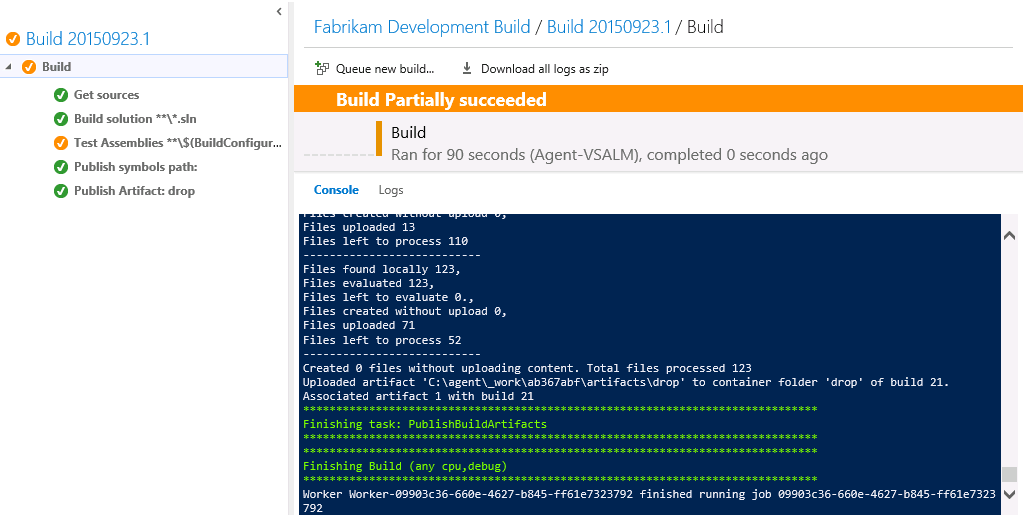 Build 20150923.1
Build
Get sources
Build solution **\*.sln
Test Assemblies **\$(BuildConfigur...
Publish symbols path:
Publish Artifact: drop
Fabrikam Development Build / Build 20150923.1 / Build
Queue new build...
Download all logs as zip
Build Partially succeeded
Build
Ran for 90 seconds (Agent-VSALM), completed 0 seconds ago
Console
Logs
Files created without upload 0,
Files uploaded 13
Files left to process 110
---------------------------
Files found locally 123,
Files evaluated 123,
Files left to evaluate 0.,
Files created without upload 0,
Files uploaded 71
Files left to process 52
---------------------------
Created 0 files without uploading content. Total files processed 123
Uploaded artifact 'C:\agent\_work\ab367abf\artifacts\drop' to container folder 'drop' of build 21.
Associated artifact 1 with build 21
******************************************************************************
Finishing task: PublishBuildArtifacts
******************************************************************************
******************************************************************************
Finishing Build (any cpu,debug)
******************************************************************************
Worker Worker-09903c36-660e-4627-b845-ff61e7323792 finished running job 09903c36-660e-4627-b845-ff61e7323
792